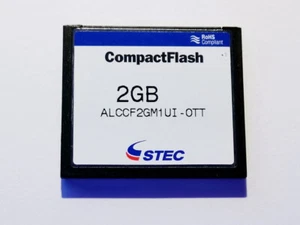 RoHS
Compliant
CompactFlash
2GB
ALCCF2GM1UI-OTT
STEC